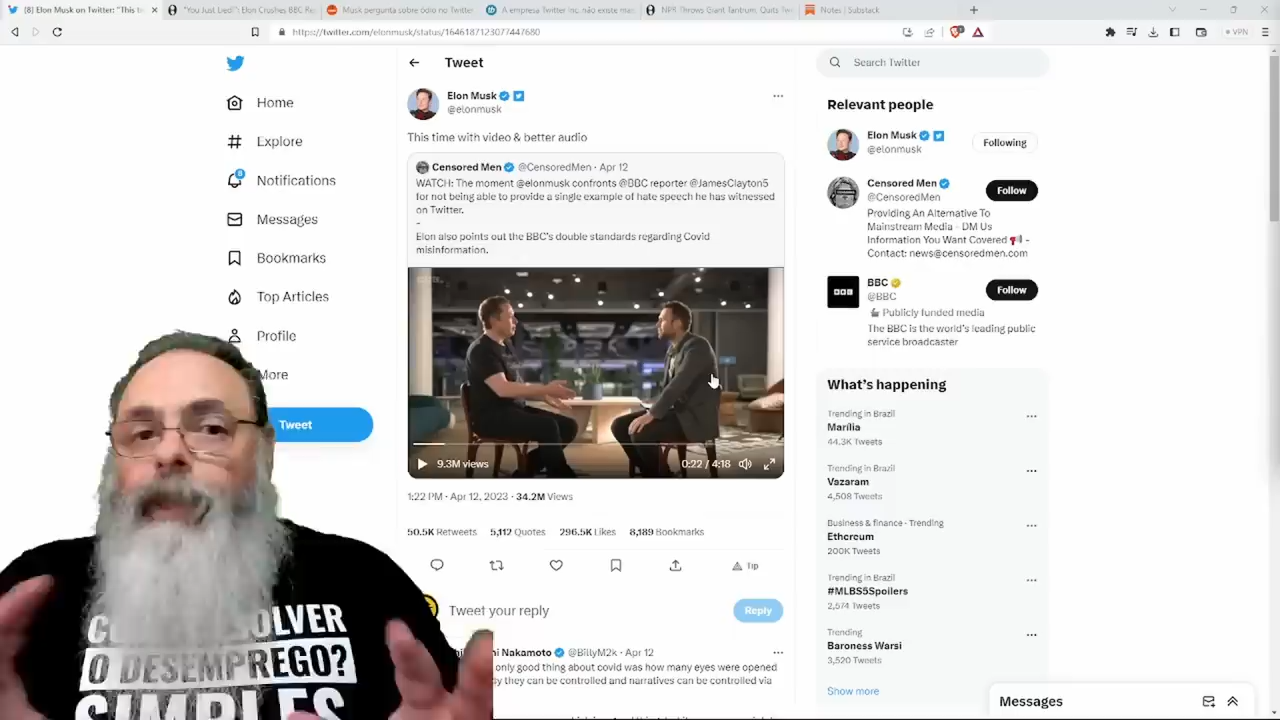 (8) Elon Musk on Twitter: "This t
"You Just Lied!": Elon Crushes BBC Re
Musk pergunta sobre ódio no Twitter
A empresa Twitter Inc. não existe mas
NPR Throws Giant Tantrum, Quits Tw
Notes | Substack
https://twitter.com/elonmusk/status/1646187123077447680
VPN
Home
Explore
8
Notifications
Messages
Bookmarks
Top Articles
Profile
More
Tweet
Tweet
Elon Musk
@elonmusk
This time with video & better audio
Censored Men @CensoredMen · Apr 12
WATCH: The moment @elonmusk confronts @BBC reporter @JamesClayton5
for not being able to provide a single example of hate speech he has witnessed
on Twitter.
-
Elon also points out the BBC's double standards regarding Covid
misinformation.
9.3M views
0:22 / 4:18
1:22 PM · Apr 12, 2023 · 34.2M Views
50.5K Retweets 5,112 Quotes 296.5K Likes 8,189 Bookmarks
Tip
Tweet your reply
Reply
Nakamoto @BillyM2k · Apr 12
only good thing about covid was how many eyes were opened
they can be controlled and narratives can be controlled via
Search Twitter
Relevant people
Elon Musk
@elonmusk
Following
Censored Men
@CensoredMen
Follow
Providing An Alternative To
Mainstream Media - DM Us
Information You Want Covered -
Contact: news@censoredmen.com
BBC
@BBC
Follow
Publicly funded media
The BBC is the world's leading public
service broadcaster
What's happening
Trending in Brazil
Marília
44.3K Tweets
Trending in Brazil
Vazaram
4,508 Tweets
Business & finance · Trending
Ethereum
200K Tweets
Trending in Brazil
#MLBS5Spoilers
2,574 Tweets
Trending
Baroness Warsi
3,520 Tweets
Show more
Messages
O DESEMPREGO?
SIMPLES